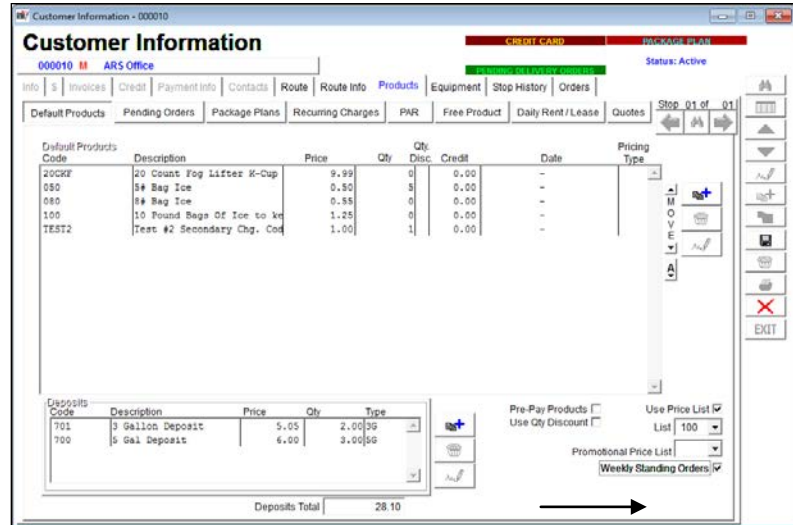 Customer Information - 000010
Customer Information
CREDIT CARD
PACKAGE PLAN
000010 M ARS Office
PENDING DELIVERY ORDERS
Status: Active
Info $ Invoices Credit Payment Info Contacts Route Route Info Products Equipment Stop History Orders
Default Products Pending Orders Package Plans Recurring Charges PAR Free Product Daily Rent / Lease Quotes Stop 01 of 01
Default Products
Code Description Price Qty Qty. Disc. Credit Date Pricing Type
20CKF 20 Count Fog Lifter K-Cup 9.99 0 0.00 -
050 5# Bag Ice 0.50 5 0.00 -
080 8# Bag Ice 0.55 0 0.00 -
100 10 Pound Bags Of Ice to ke 1.25 0 0.00 -
TEST2 Test #2 Secondary Chg. Cod 1.00 1 0.00 -
MOVE
A
EXIT
Deposits
Code Description Price Qty Type
701 3 Gallon Deposit 5.05 2.00 3G
700 5 Gal Deposit 6.00 3.00 5G
Deposits Total 28.10
Pre-Pay Products
Use Qty Discount
Use Price List
List 100
Promotional Price List
Weekly Standing Orders